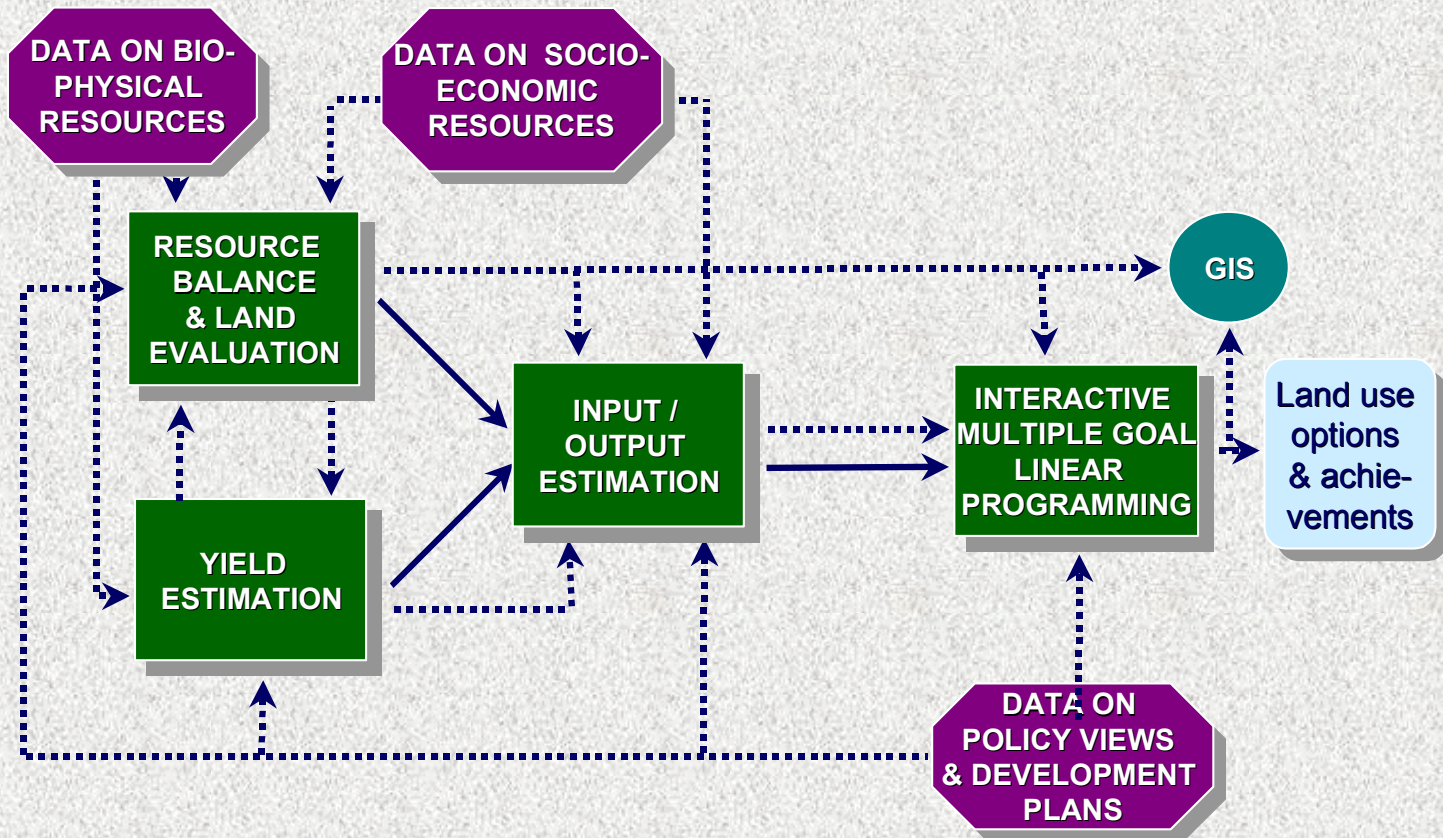 DATA ON BIO-
PHYSICAL
RESOURCES
DATA ON SOCIO-
ECONOMIC
RESOURCES
RESOURCE
BALANCE
& LAND
EVALUATION
GIS
INPUT /
OUTPUT
ESTIMATION
INTERACTIVE
MULTIPLE GOAL
LINEAR
PROGRAMMING
Land use
options
& achie-
vements
YIELD
ESTIMATION
DATA ON
POLICY VIEWS
& DEVELOPMENT
PLANS